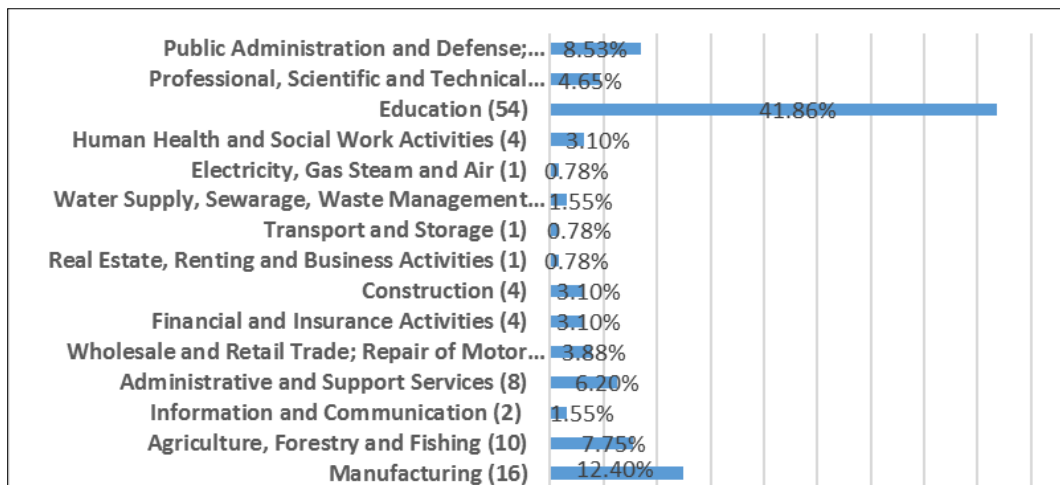 Public Administration and Defense;... 8.53%
Professional, Scientific and Technical... 4.65%
Education (54) 41.86%
Human Health and Social Work Activities (4) 3.10%
Electricity, Gas Steam and Air (1) 0.78%
Water Supply, Sewarage, Waste Management... 1.55%
Transport and Storage (1) 0.78%
Real Estate, Renting and Business Activities (1) 0.78%
Construction (4) 3.10%
Financial and Insurance Activities (4) 3.10%
Wholesale and Retail Trade; Repair of Motor... 3.88%
Administrative and Support Services (8) 6.20%
Information and Communication (2) 1.55%
Agriculture, Forestry and Fishing (10) 7.75%
Manufacturing (16) 12.40%